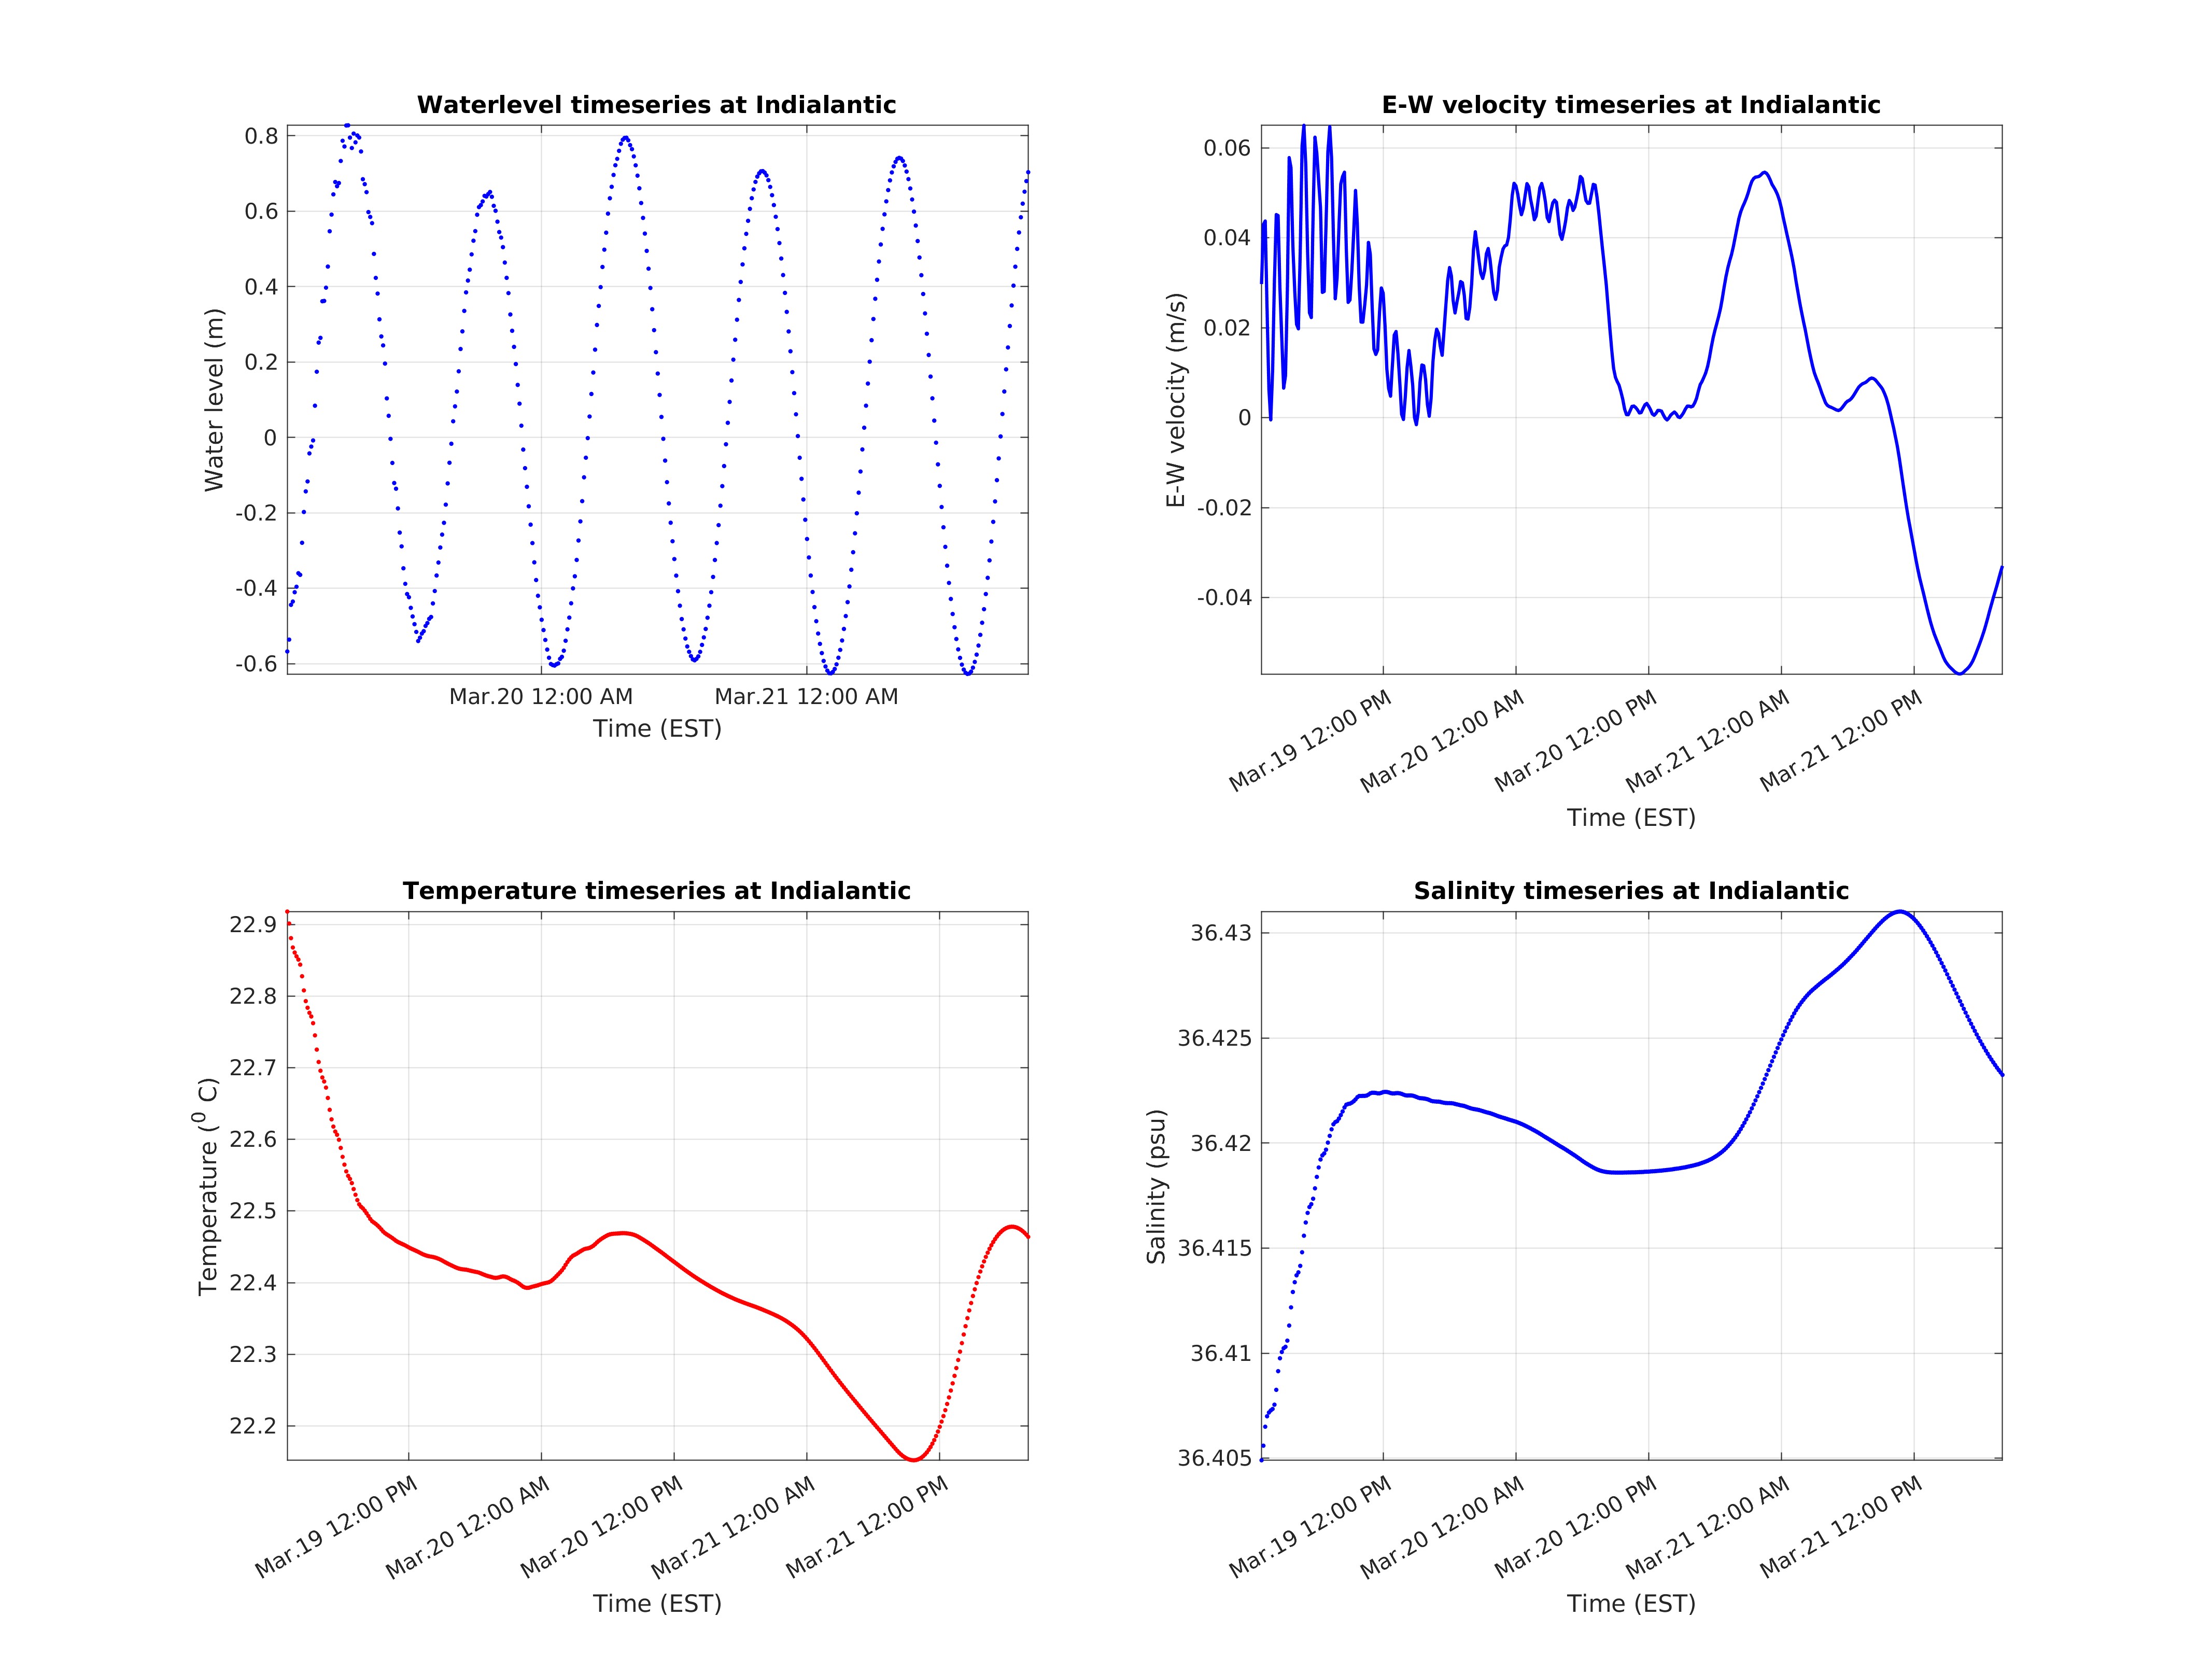 Waterlevel timeseries at Indialantic
0.8
0.6
0.4
0.2
0
-0.2
-0.4
-0.6
Water level (m)
Mar.20 12:00 AM
Mar.21 12:00 AM
Time (EST)
E-W velocity timeseries at Indialantic
0.06
0.04
0.02
0
-0.02
-0.04
E-W velocity (m/s)
Mar.19 12:00 PM
Mar.20 12:00 AM
Mar.20 12:00 PM
Mar.21 12:00 AM
Mar.21 12:00 PM
Time (EST)
Temperature timeseries at Indialantic
22.9
22.8
22.7
22.6
22.5
22.4
22.3
22.2
Temperature (⁰ C)
Mar.19 12:00 PM
Mar.20 12:00 AM
Mar.20 12:00 PM
Mar.21 12:00 AM
Mar.21 12:00 PM
Time (EST)
Salinity timeseries at Indialantic
36.43
36.425
36.42
36.415
36.41
36.405
Salinity (psu)
Mar.19 12:00 PM
Mar.20 12:00 AM
Mar.20 12:00 PM
Mar.21 12:00 AM
Mar.21 12:00 PM
Time (EST)